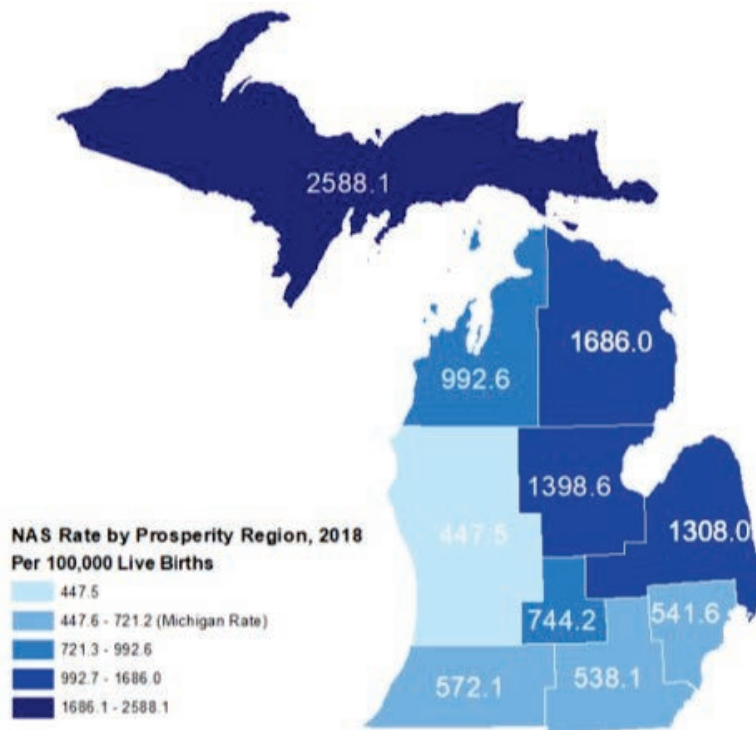 2588.1
1686.0
992.6
1398.6
447.5
1308.0
744.2
541.6
572.1
538.1
NAS Rate by Prosperity Region, 2018
Per 100,000 Live Births
447.5
447.6 - 721.2 (Michigan Rate)
721.3 - 992.6
992.7 - 1686.0
1686.1 - 2588.1